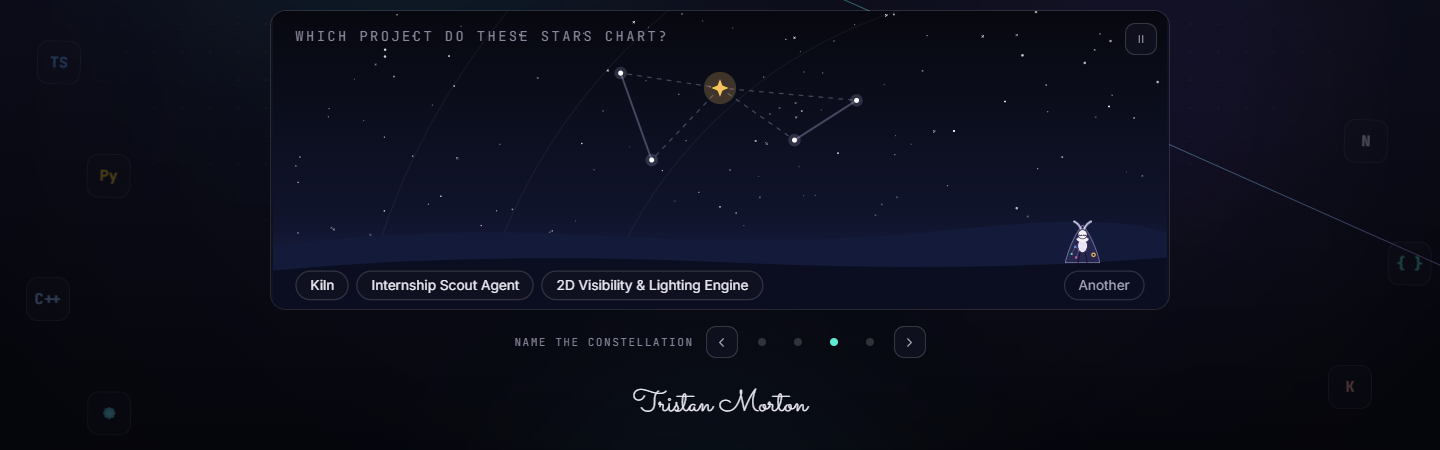 WHICH PROJECT DO THESE STARS CHART?
TS
N
Py
{ }
C++
Kiln
Internship Scout Agent
2D Visibility & Lighting Engine
Another
NAME THE CONSTELLATION
K
Tristan Morton